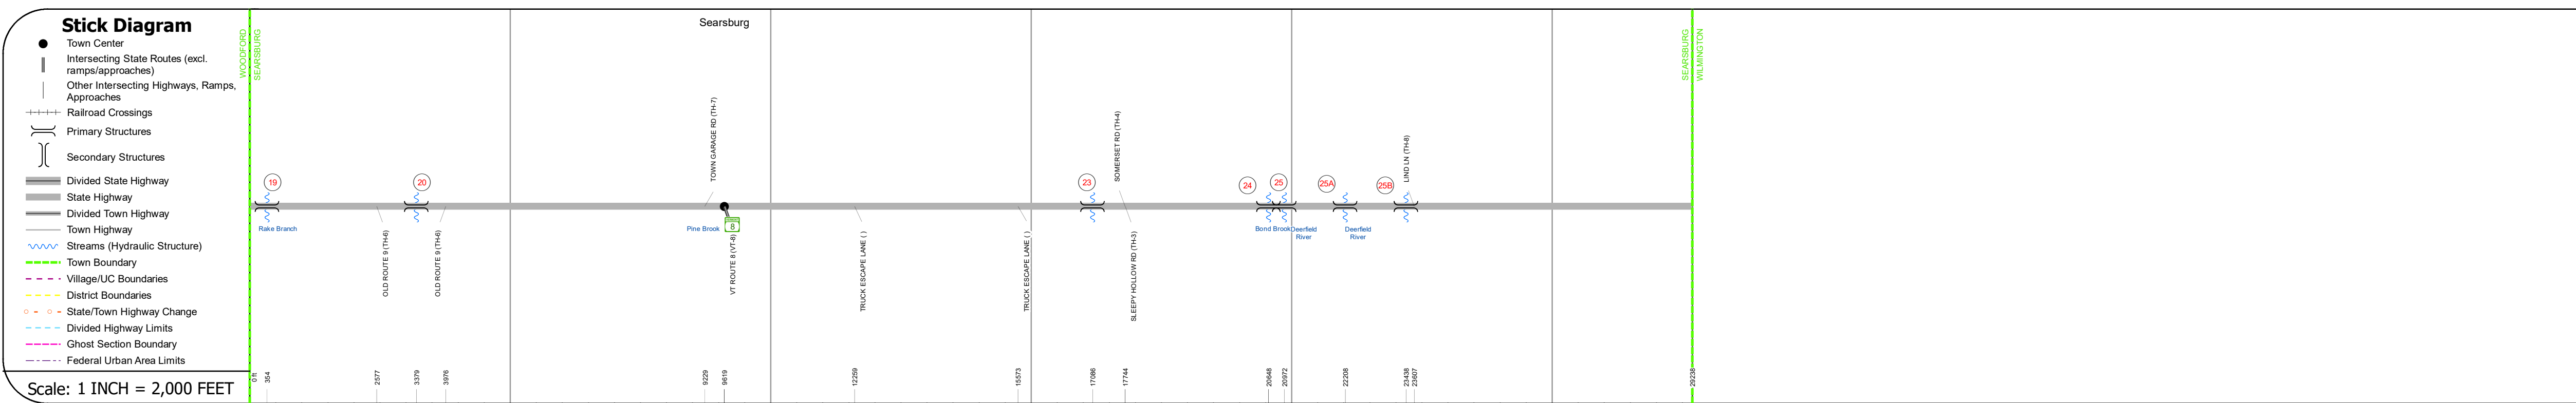 Stick Diagram
Town Center
Intersecting State Routes (excl.
ramps/approaches)
Other Intersecting Highways, Ramps,
Approaches
Railroad Crossings
Primary Structures
Secondary Structures
Divided State Highway
State Highway
Divided Town Highway
Town Highway
Streams (Hydraulic Structure)
Town Boundary
Village/UC Boundaries
District Boundaries
State/Town Highway Change
Divided Highway Limits
Ghost Section Boundary
Federal Urban Area Limits
Scale: 1 INCH = 2,000 FEET
Searsburg
WOODFORD
SEARSBURG
SEARSBURG
WILMINGTON
TOWN GARAGE RD (TH-7)
SOMERSET RD (TH-4)
LIND LN (TH-8)
19
20
23
24
25
25A
25B
Rake Branch
Pine Brook
8
Bond Brook
Deerfield
River
Deerfield
River
OLD ROUTE 9 (TH-6)
OLD ROUTE 9 (TH-6)
VT ROUTE 8 (VT-8)
TRUCK ESCAPE LANE ( )
TRUCK ESCAPE LANE ( )
SLEEPY HOLLOW RD (TH-3)
0 ft
354
2577
3379
3976
9229
9619
12259
15573
17086
17744
20648
20972
22208
23438
23607
29238